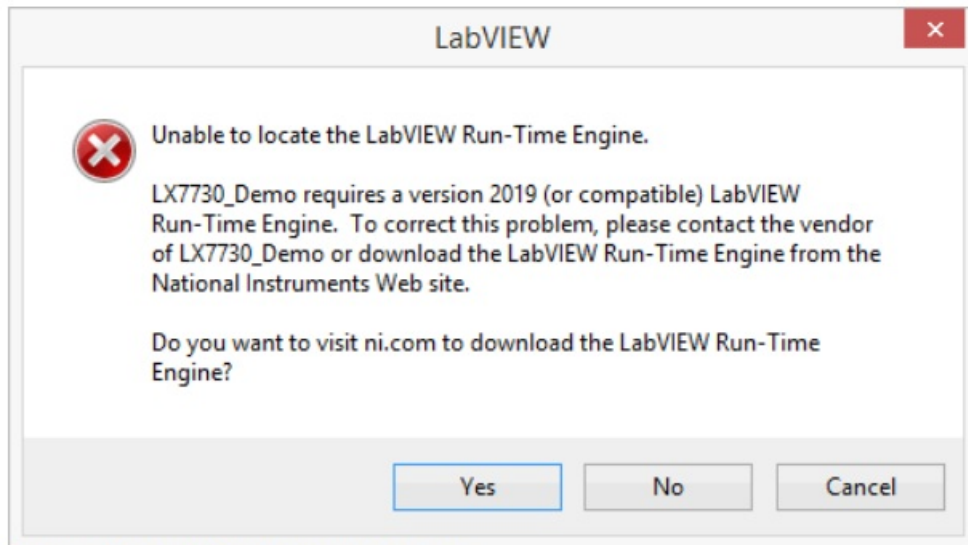 LabVIEW
Unable to locate the LabVIEW Run-Time Engine.
LX7730_Demo requires a version 2019 (or compatible) LabVIEW
Run-Time Engine.  To correct this problem, please contact the vendor
of LX7730_Demo or download the LabVIEW Run-Time Engine from the
National Instruments Web site.
Do you want to visit ni.com to download the LabVIEW Run-Time
Engine?
Yes
No
Cancel